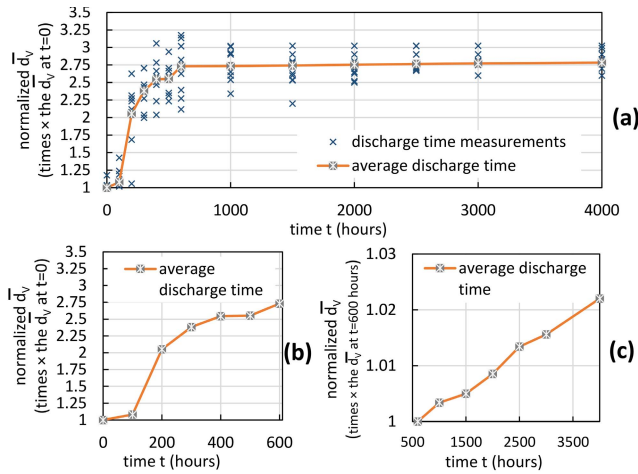 normalized d̅ᵥ
(times × the d̅ᵥ at t=0)
3.5
3.25
3
2.75
2.5
2.25
2
1.75
1.5
1.25
1
× discharge time measurements
average discharge time
(a)
0 1000 2000 3000 4000
time t (hours)
normalized d̅ᵥ
(times × the d̅ᵥ at t=0)
3.5
3.25
3
2.75
2.5
2.25
2
1.75
1.5
1.25
1
average
discharge time
(b)
0 200 400 600
time t (hours)
normalized d̅ᵥ
(times × the d̅ᵥ at t=600 hours)
1.03
1.02
1.01
1
average discharge
time
(c)
500 1500 2500 3500
time t (hours)